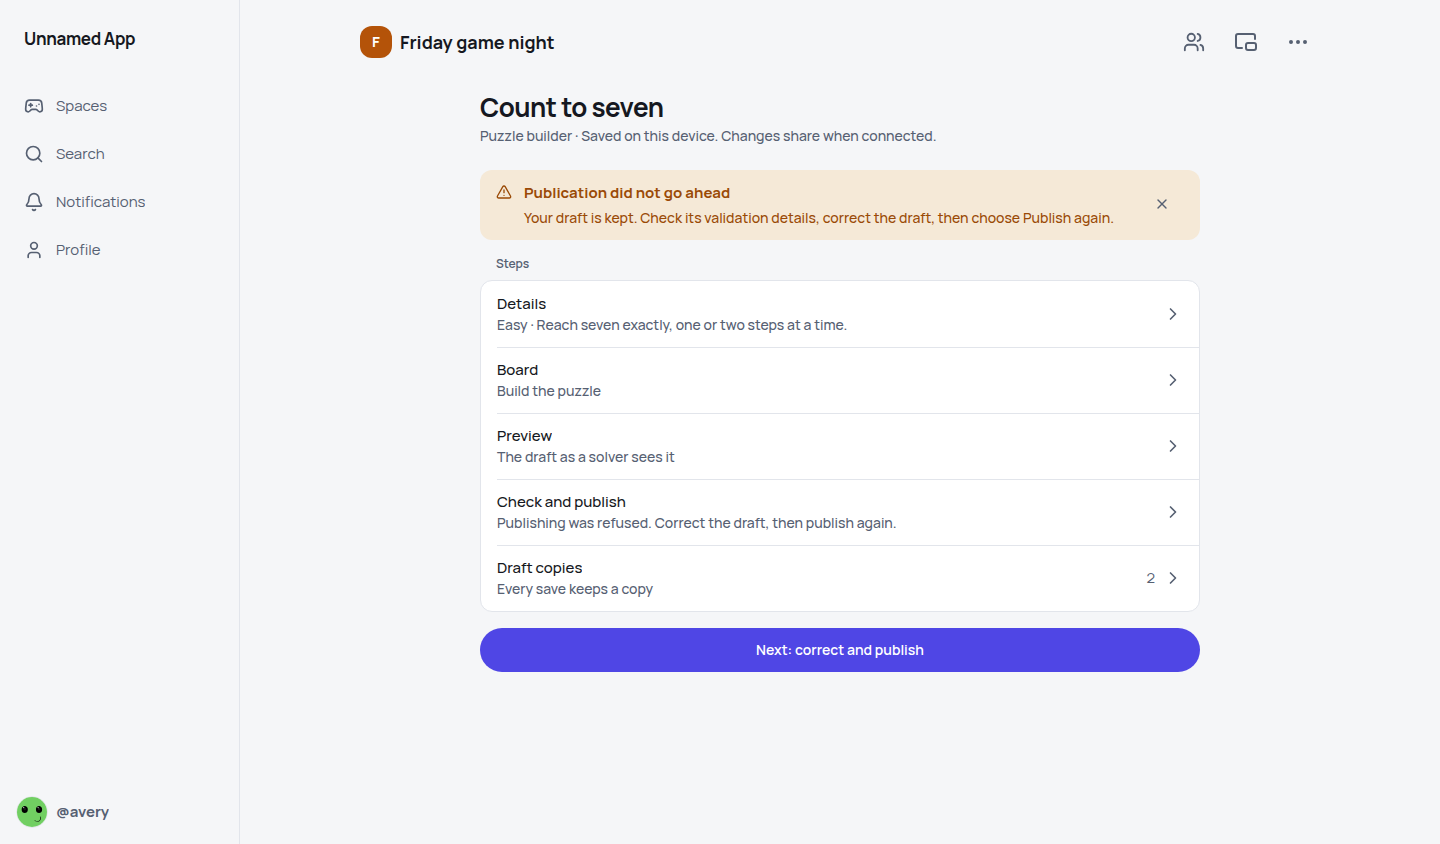 Unnamed App
Spaces
Search
Notifications
Profile
@avery
F
Friday game night
Count to seven
Puzzle builder · Saved on this device. Changes share when connected.
Publication did not go ahead
Your draft is kept. Check its validation details, correct the draft, then choose Publish again.
Steps
Details
Easy · Reach seven exactly, one or two steps at a time.
Board
Build the puzzle
Preview
The draft as a solver sees it
Check and publish
Publishing was refused. Correct the draft, then publish again.
Draft copies
Every save keeps a copy
2
Next: correct and publish